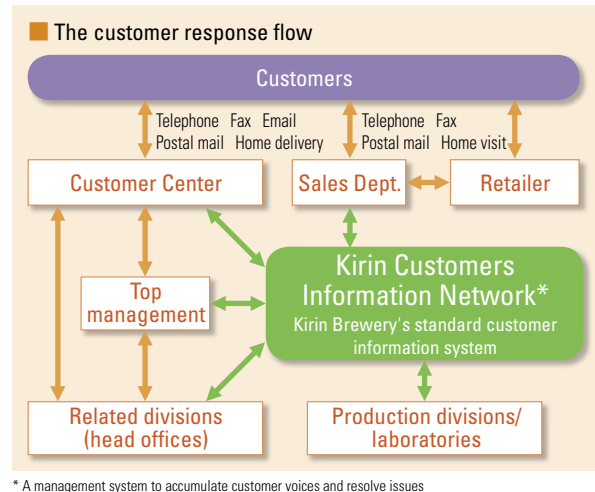 The customer response flow
Customers
Telephone Fax Email
Postal mail Home delivery
Telephone Fax
Postal mail Home visit
Customer Center
Sales Dept.
Retailer
Kirin Customers
Information Network*
Kirin Brewery's standard customer
information system
Top
management
Related divisions
(head offices)
Production divisions/
laboratories
* A management system to accumulate customer voices and resolve issues